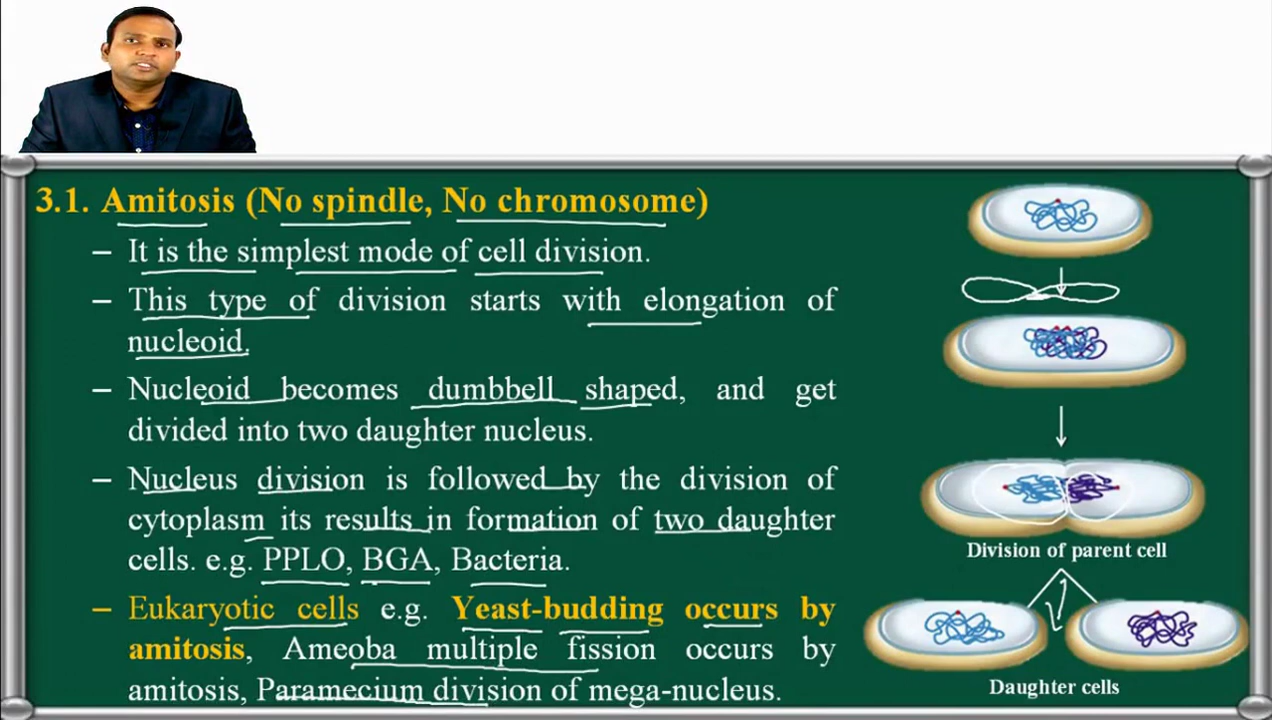 3.1. Amitosis (No spindle, No chromosome)
– It is the simplest mode of cell division.
– This type of division starts with elongation of
nucleoid.
– Nucleoid becomes dumbbell shaped, and get
divided into two daughter nucleus.
– Nucleus division is followed by the division of
cytoplasm its results in formation of two daughter
cells. e.g. PPLO, BGA, Bacteria.
– Eukaryotic cells e.g. Yeast-budding occurs by
amitosis, Ameoba multiple fission occurs by
amitosis, Paramecium division of mega-nucleus.
Division of parent cell
Daughter cells